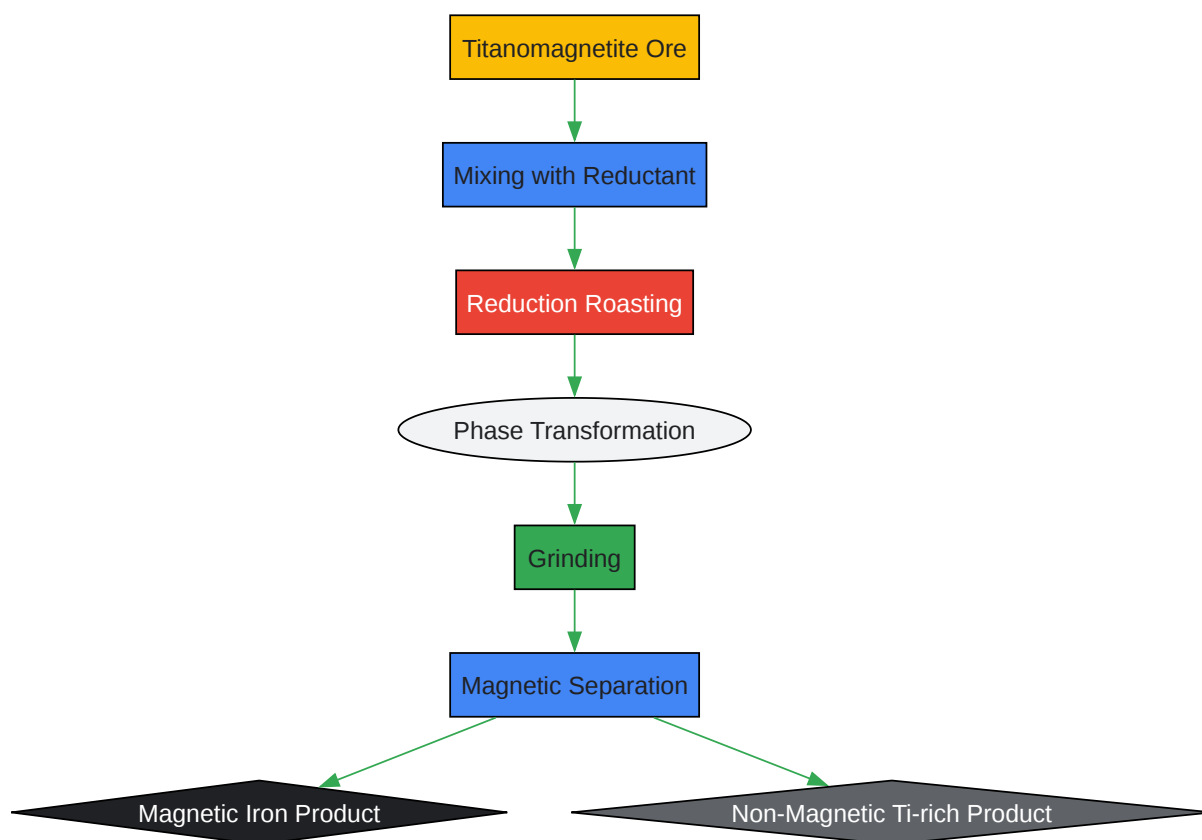 Titanomagnetite Ore
Mixing with Reductant
Reduction Roasting
Phase Transformation
Grinding
Magnetic Separation
Magnetic Iron Product
Non-Magnetic Ti-rich Product